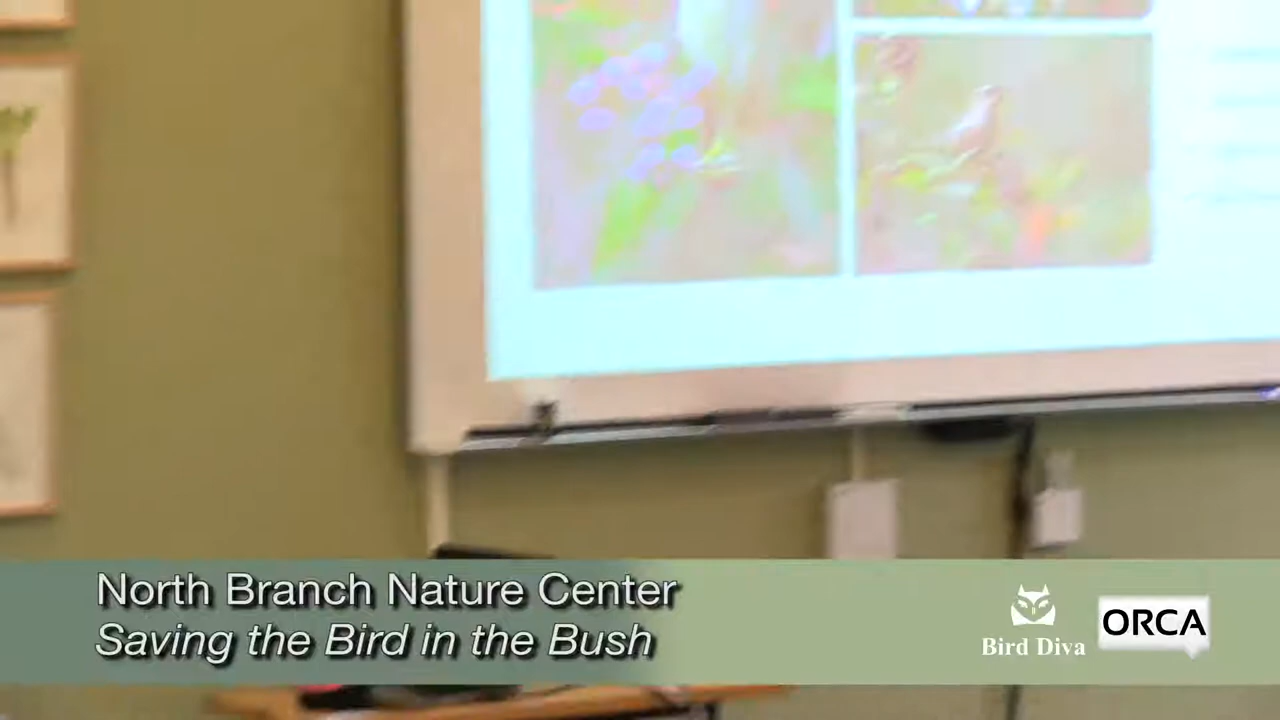 North Branch Nature Center
Saving the Bird in the Bush
Bird Diva
ORCA